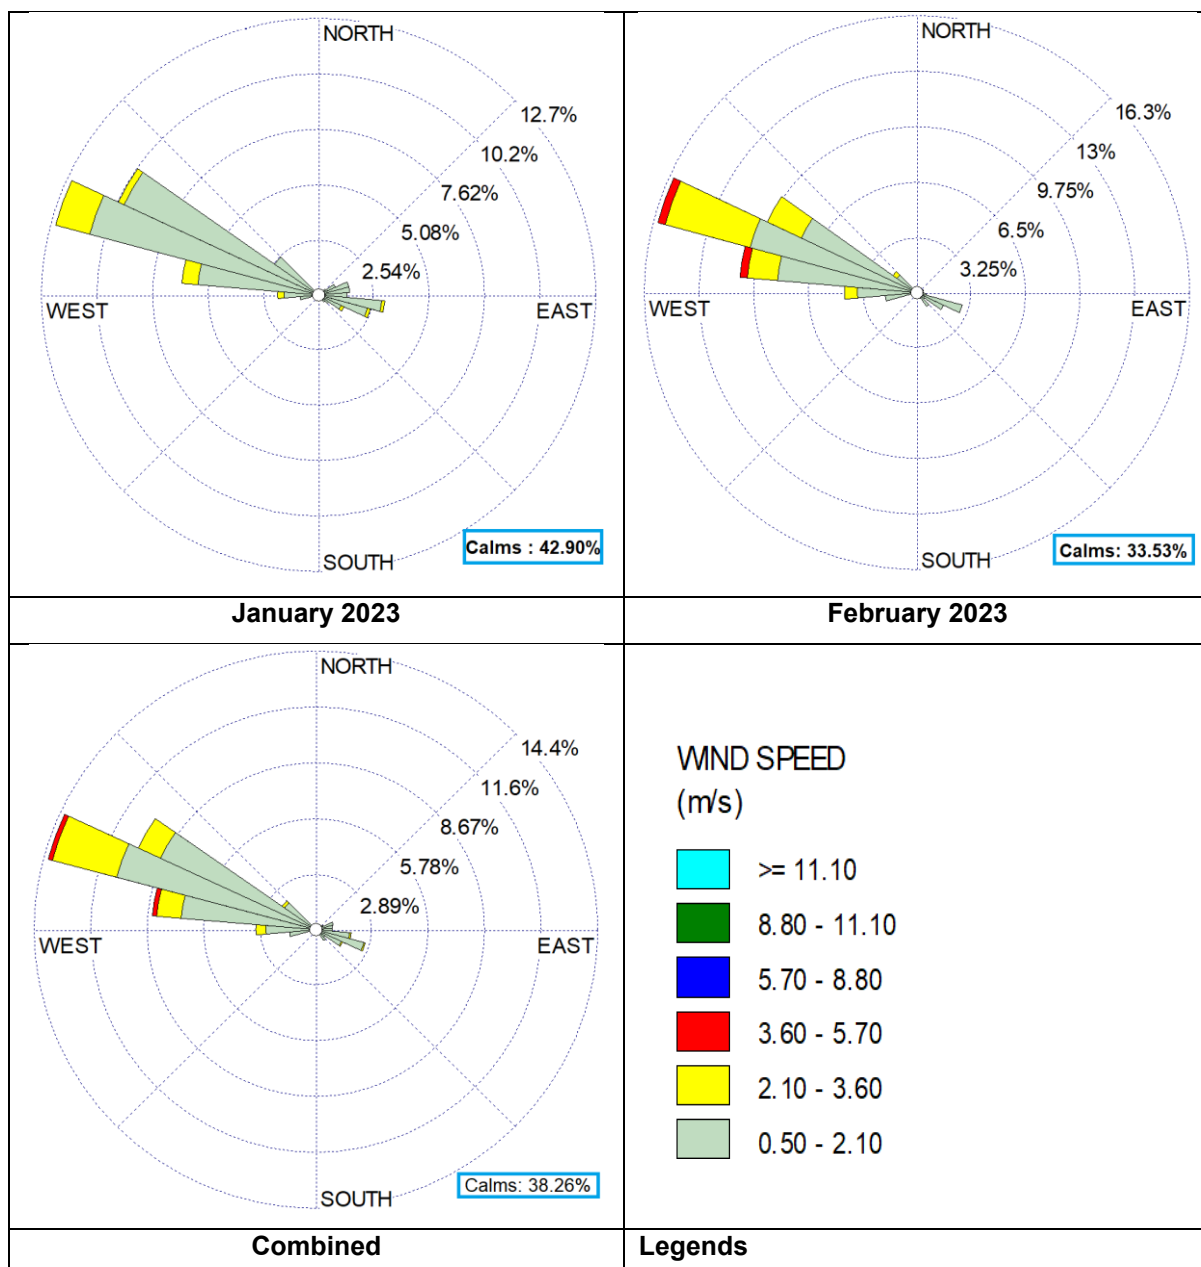 NORTH
12.7%
10.2%
7.62%
5.08%
2.54%
WEST
EAST
SOUTH
Calms : 42.90%
January 2023
NORTH
16.3%
13%
9.75%
6.5%
3.25%
WEST
EAST
SOUTH
Calms: 33.53%
February 2023
NORTH
14.4%
11.6%
8.67%
5.78%
2.89%
WEST
EAST
SOUTH
Calms: 38.26%
Combined
WIND SPEED
(m/s)
>= 11.10
8.80 - 11.10
5.70 - 8.80
3.60 - 5.70
2.10 - 3.60
0.50 - 2.10
Legends